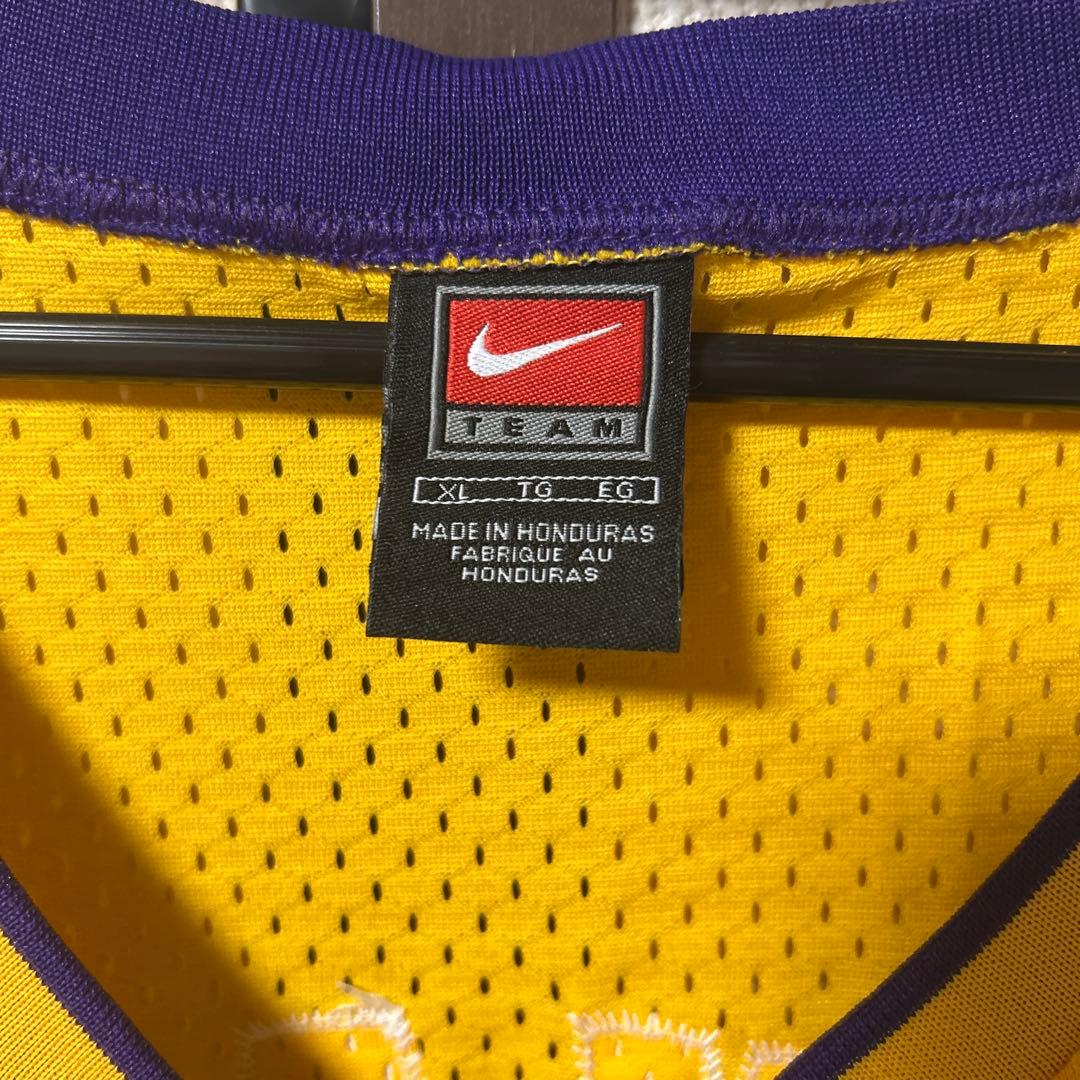 TEAM
XL TG EG
MADE IN HONDURAS
FABRIQUE AU
HONDURAS